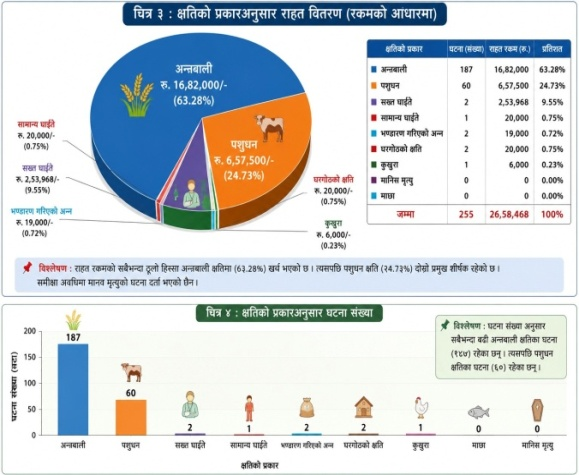 चित्र ३ : क्षतिको प्रकारअनुसार राहत वितरण (रकमको आधारमा)
अन्नबाली
रु. 16,82,000/-
(63.28%)
पशुधन
रु. 6,57,500/-
(24.73%)
सामान्य घाईते
रु. 20,000/-
(0.75%)
सख्त घाईते
रु. 2,53,968/-
(9.55%)
भण्डारण गरिएको अन्न
रु. 19,000/-
(0.72%)
घरगोठको क्षति
रु. 20,000/-
(0.75%)
कुखुरा
रु. 6,000/-
(0.23%)
क्षतिको प्रकार घटना (संख्या) राहत रकम (रु.) प्रतिशत
अन्नबाली 187 16,82,000 63.28%
पशुधन 60 6,57,500 24.73%
सख्त घाईते 2 2,53,968 9.55%
सामान्य घाईते 1 20,000 0.75%
भण्डारण गरिएको अन्न 2 19,000 0.72%
घरगोठको क्षति 2 20,000 0.75%
कुखुरा 1 6,000 0.23%
मानिस मृत्यु 0 0 0.00%
माछा 0 0 0.00%
जम्मा 255 26,58,468 100%
विश्लेषण : राहत रकमको सबैभन्दा ठूलो हिस्सा अन्नबाली क्षतिमा (63.28%) खर्च भएको छ । त्यसपछि पशुधन क्षति (२4.73%) दोस्रो प्रमुख शीर्षक रहेको छ ।
समीक्षा अवधिमा मानव मृत्युको घटना दर्ता भएको छैन ।
चित्र ४ : क्षतिको प्रकारअनुसार घटना संख्या
विश्लेषण : घटना संख्या अनुसार
सबैभन्दा बढी अन्नबाली क्षतिका घटना
(१८७) रहेका छन् । त्यसपछि पशुधन
क्षतिका घटना (६०) रहेका छन् ।
घटना संख्या (वटा)
200
150
100
50
0
187
60
2
1
2
2
1
0
0
अन्नबाली
पशुधन
सख्त घाईते
सामान्य घाईते
भण्डारण गरिएको अन्न
घरगोठको क्षति
कुखुरा
माछा
मानिस मृत्यु
क्षतिको प्रकार